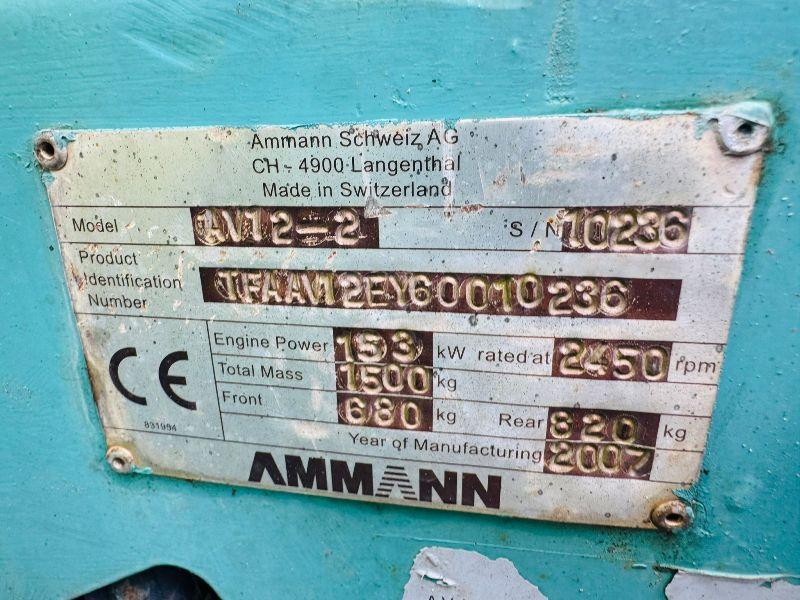 Ammann Schweiz AG
CH - 4900 Langenthal
Made in Switzerland
Model AV12-2 S / N 10236
Product Identification Number TFAAV12EY60010236
Engine Power 153 kW rated at 2450 rpm
Total Mass 1500 kg
Front 680 kg Rear 820 kg
Year of Manufacturing 2007
CE
831994
AMMANN